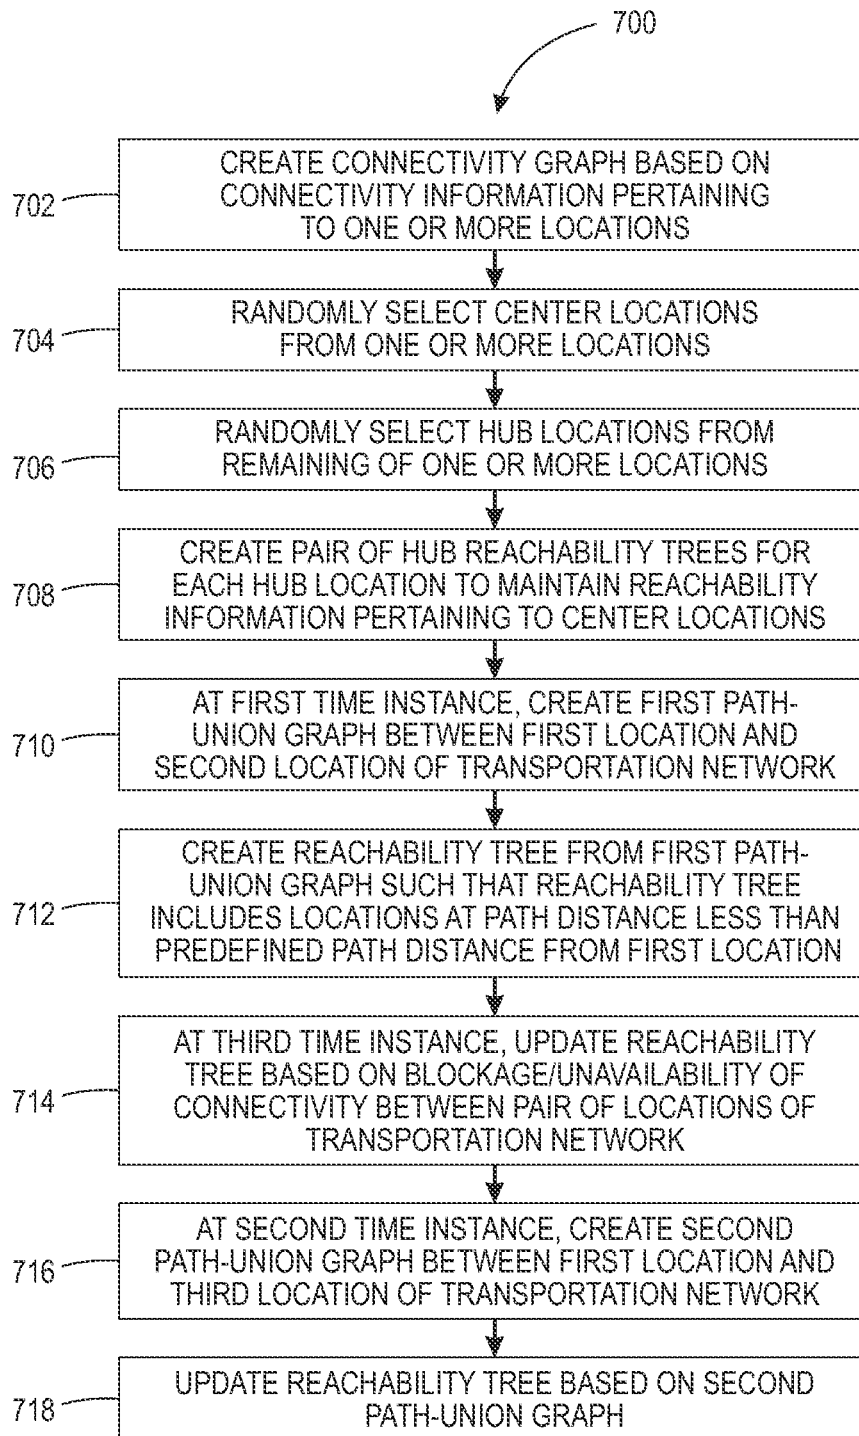 700
CREATE CONNECTIVITY GRAPH BASED ON
CONNECTIVITY INFORMATION PERTAINING
TO ONE OR MORE LOCATIONS
702
RANDOMLY SELECT CENTER LOCATIONS
FROM ONE OR MORE LOCATIONS
704
RANDOMLY SELECT HUB LOCATIONS FROM
REMAINING OF ONE OR MORE LOCATIONS
706
CREATE PAIR OF HUB REACHABILITY TREES FOR
EACH HUB LOCATION TO MAINTAIN REACHABILITY
INFORMATION PERTAINING TO CENTER LOCATIONS
708
AT FIRST TIME INSTANCE, CREATE FIRST PATH-
UNION GRAPH BETWEEN FIRST LOCATION AND
SECOND LOCATION OF TRANSPORTATION NETWORK
710
CREATE REACHABILITY TREE FROM FIRST PATH-
UNION GRAPH SUCH THAT REACHABILITY TREE
INCLUDES LOCATIONS AT PATH DISTANCE LESS THAN
PREDEFINED PATH DISTANCE FROM FIRST LOCATION
712
AT THIRD TIME INSTANCE, UPDATE REACHABILITY
TREE BASED ON BLOCKAGE/UNAVAILABILITY OF
CONNECTIVITY BETWEEN PAIR OF LOCATIONS OF
TRANSPORTATION NETWORK
714
AT SECOND TIME INSTANCE, CREATE SECOND
PATH-UNION GRAPH BETWEEN FIRST LOCATION AND
THIRD LOCATION OF TRANSPORTATION NETWORK
716
UPDATE REACHABILITY TREE BASED ON SECOND
PATH-UNION GRAPH
718